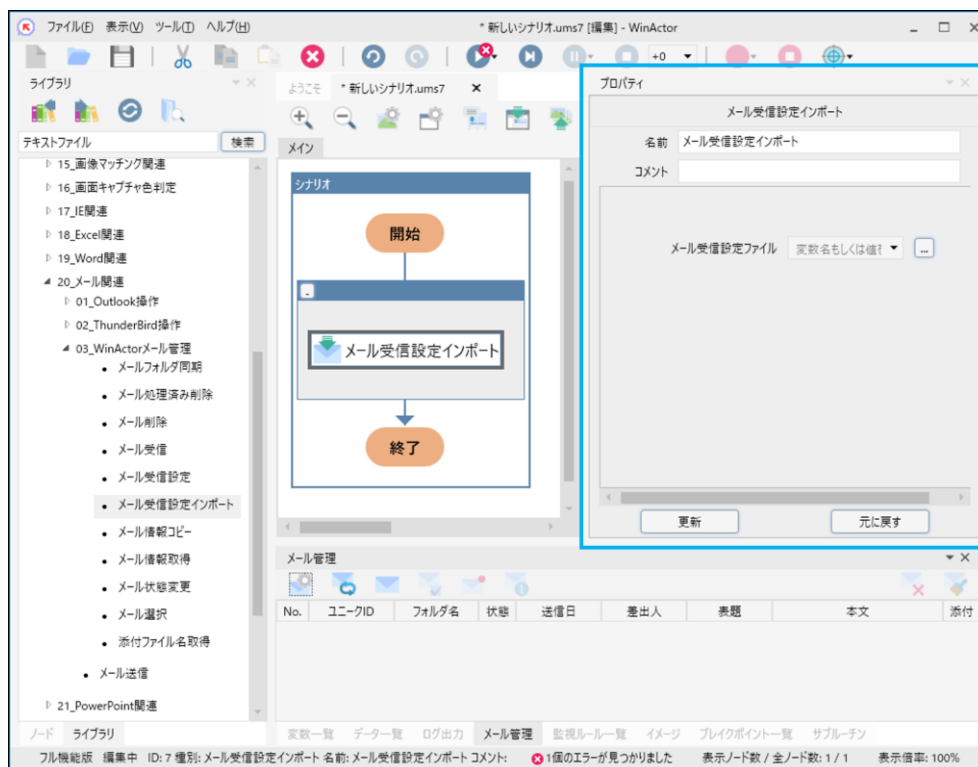 ファイル(F) 表示(V) ツール(T) ヘルプ(H)
* 新しいシナリオ.ums7 [編集] - WinActor
+0
ライブラリ
テキストファイル
検索
15_画像マッチング関連
16_画面キャプチャ色判定
17_IE関連
18_Excel関連
19_Word関連
20_メール関連
01_Outlook操作
02_ThunderBird操作
03_WinActorメール管理
メールフォルダ同期
メール処理済み削除
メール削除
メール受信
メール受信設定
メール受信設定インポート
メール情報コピー
メール情報取得
メール状態変更
メール選択
添付ファイル名取得
メール送信
21_PowerPoint関連
ノード ライブラリ
ようこそ * 新しいシナリオ.ums7
メイン
シナリオ
開始
メール受信設定インポート
終了
プロパティ
メール受信設定インポート
名前 メール受信設定インポート
コメント
メール受信設定ファイル 変数名もしくは値を ...
更新 元に戻す
メール管理
No. ユニークID フォルダ名 状態 送信日 差出人 表題 本文 添付
変数一覧 データ一覧 ログ出力 メール管理 監視ルール一覧 イメージ ブレイクポイント一覧 サブルーチン
フル機能版 編集中 ID: 7 種別: メール受信設定インポート 名前: メール受信設定インポート コメント: 1個のエラーが見つかりました 表示ノード数 / 全ノード数: 1 / 1 表示倍率: 100%